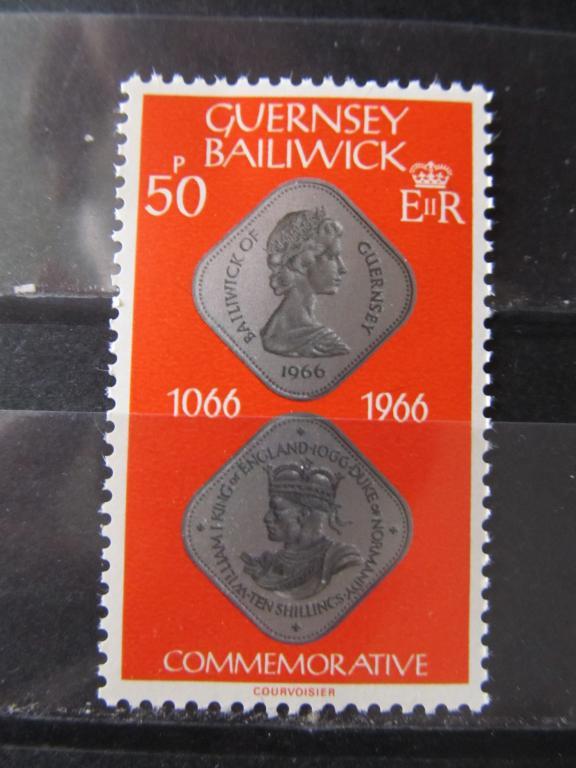 GUERNSEY
BAILIWICK
50P
EIIR
BAILIWICK OF GUERNSEY
1966
1066 1966
WILLIAM I KING OF ENGLAND·1066·DUKE OF NORMANDY·TEN SHILLINGS·
COMMEMORATIVE
COURVOISIER